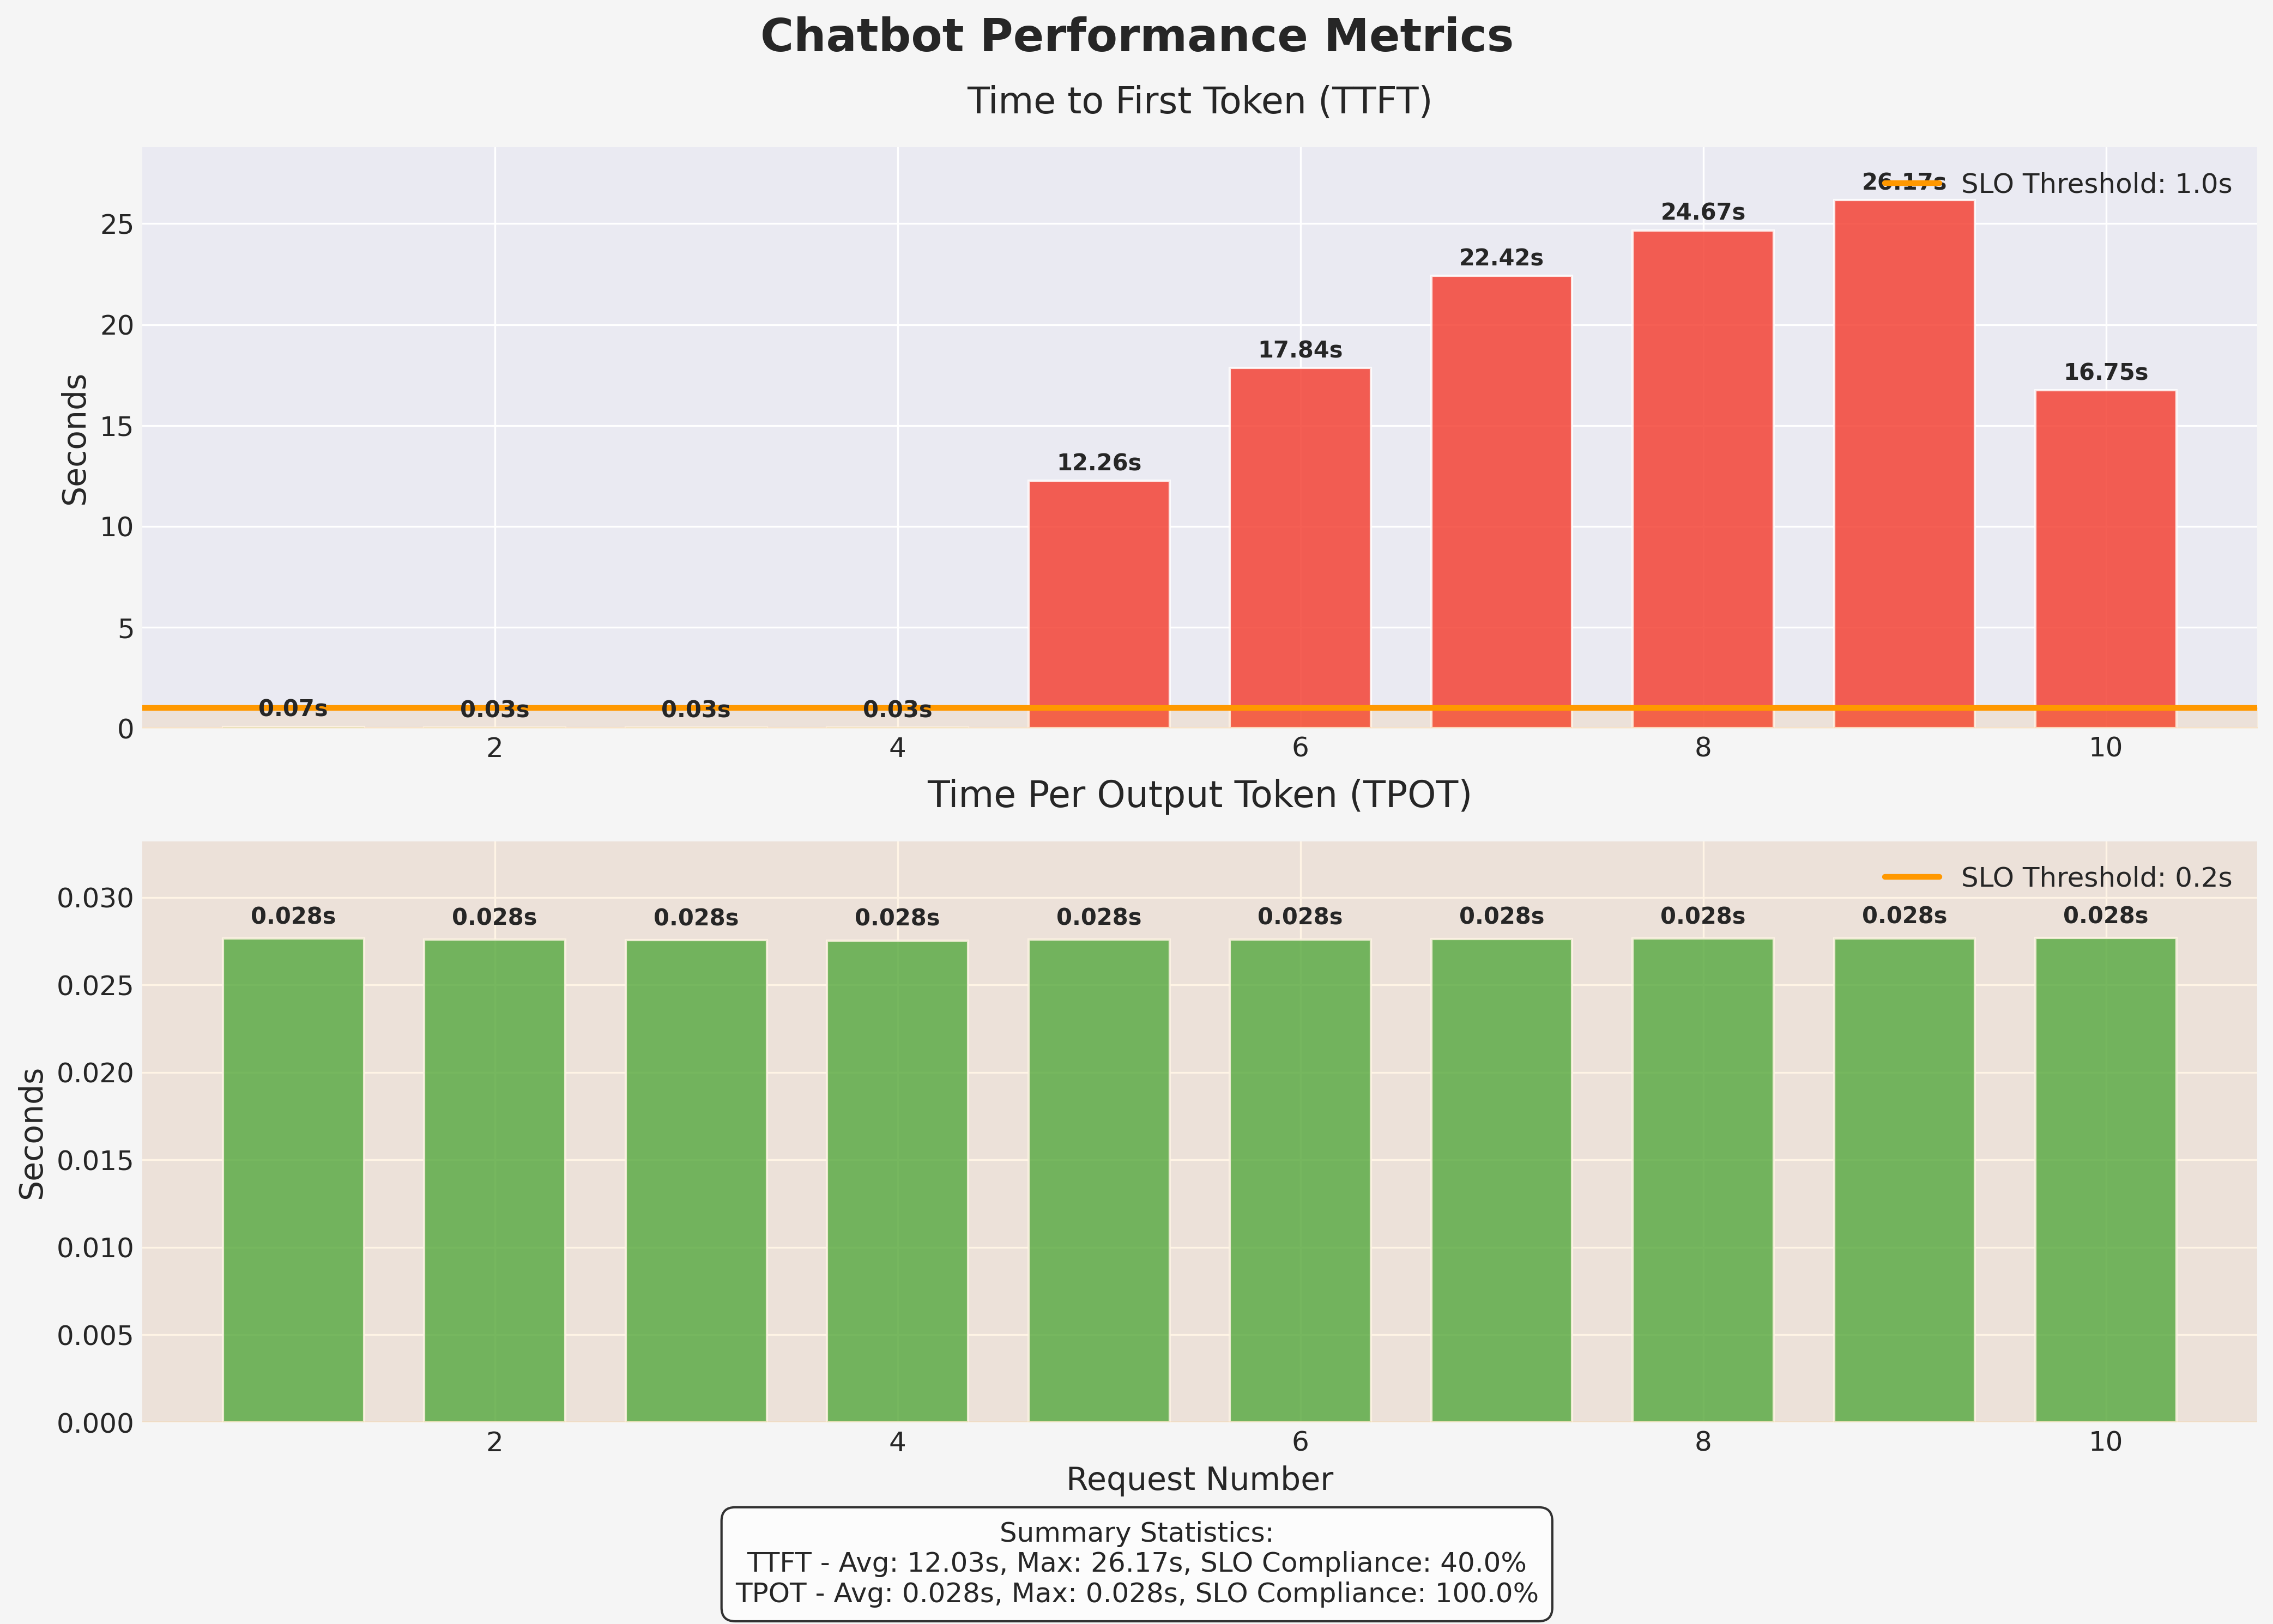 Chatbot Performance Metrics
Time to First Token (TTFT)
SLO Threshold: 1.0s
Seconds
25
20
15
10
5
0
0.07s
0.03s
0.03s
0.03s
12.26s
17.84s
22.42s
24.67s
26.17s
16.75s
2
4
6
8
10
Time Per Output Token (TPOT)
SLO Threshold: 0.2s
Seconds
0.030
0.025
0.020
0.015
0.010
0.005
0.000
0.028s
0.028s
0.028s
0.028s
0.028s
0.028s
0.028s
0.028s
0.028s
0.028s
2
4
6
8
10
Request Number
Summary Statistics:
TTFT - Avg: 12.03s, Max: 26.17s, SLO Compliance: 40.0%
TPOT - Avg: 0.028s, Max: 0.028s, SLO Compliance: 100.0%